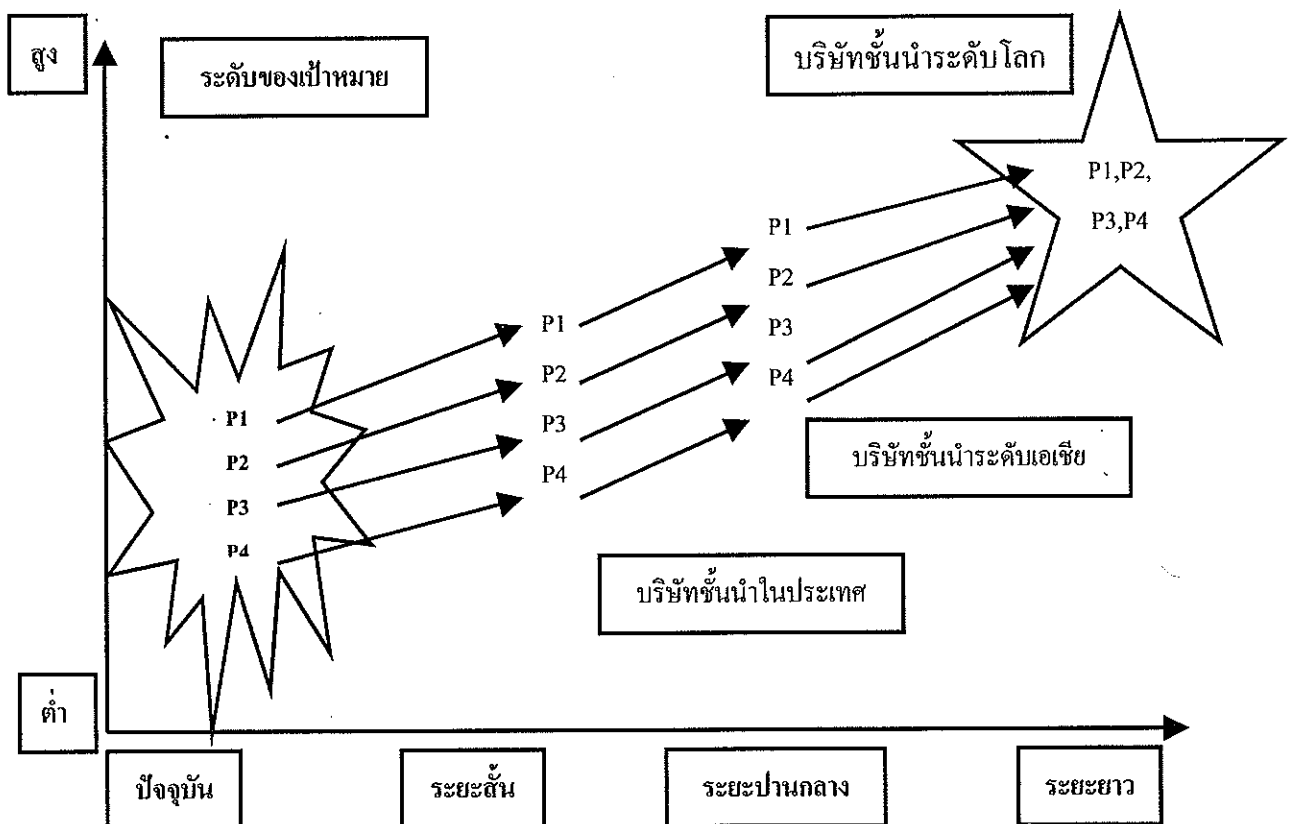 สูง
ระดับของเป้าหมาย
บริษัทชั้นนำระดับโลก
P1,P2,
P3,P4
P1
P2
P3
P4
P1
P2
P3
P4
P1
P2
P3
P4
บริษัทชั้นนำระดับเอเชีย
บริษัทชั้นนำในประเทศ
ต่ำ
ปัจจุบัน
ระยะสั้น
ระยะปานกลาง
ระยะยาว